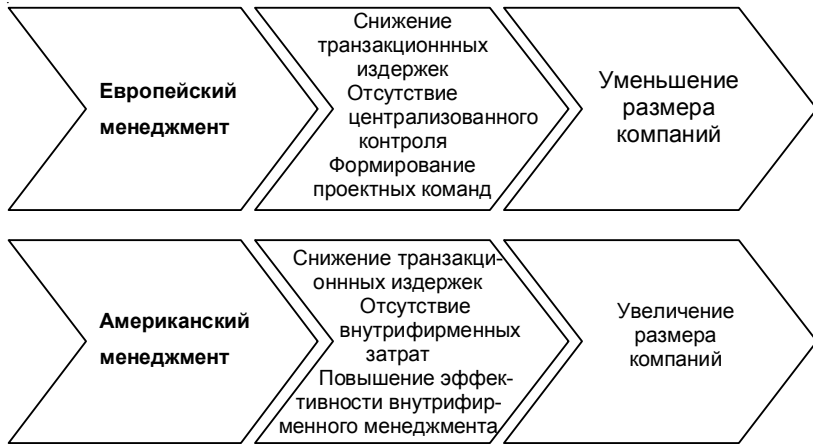 Европейский
менеджмент
Снижение
транзакционнных
издержек
Отсутствие
централизованного
контроля
Формирование
проектных команд
Уменьшение
размера
компаний
Американский
менеджмент
Снижение транзакци-
оннных издержек
Отсутствие
внутрифирменных
затрат
Повышение эффек-
тивности внутрифир-
менного менеджмента
Увеличение
размера
компаний